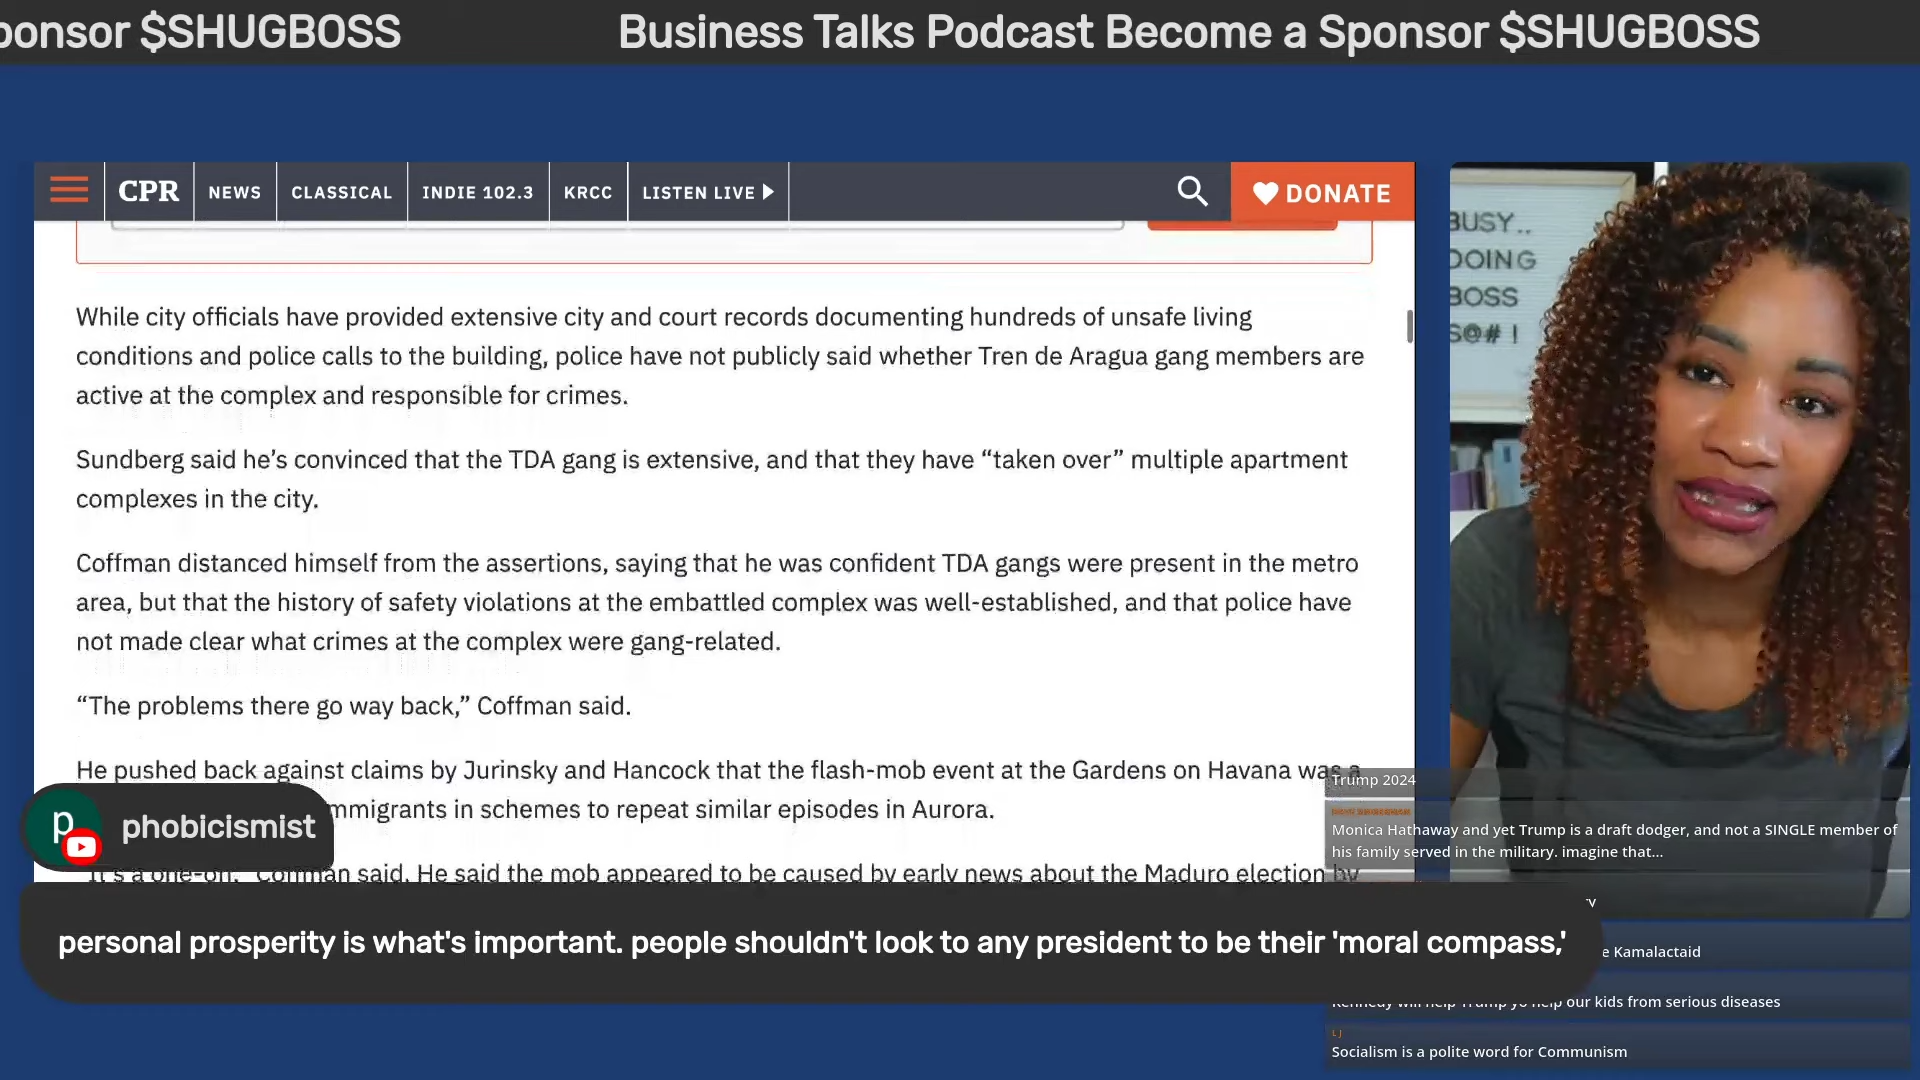 ponsor $SHUGBOSS Business Talks Podcast Become a Sponsor $SHUGBOSS
CPR NEWS CLASSICAL INDIE 102.3 KRCC LISTEN LIVE DONATE
While city officials have provided extensive city and court records documenting hundreds of unsafe living
conditions and police calls to the building, police have not publicly said whether Tren de Aragua gang members are
active at the complex and responsible for crimes.
Sundberg said he's convinced that the TDA gang is extensive, and that they have “taken over” multiple apartment
complexes in the city.
Coffman distanced himself from the assertions, saying that he was confident TDA gangs were present in the metro
area, but that the history of safety violations at the embattled complex was well-established, and that police have
not made clear what crimes at the complex were gang-related.
“The problems there go way back,” Coffman said.
He pushed back against claims by Jurinsky and Hancock that the flash-mob event at the Gardens on Havana was a
mmigrants in schemes to repeat similar episodes in Aurora.
“It's a one-off,” Coffman said. He said the mob appeared to be caused by early news about the Maduro election by
BUSY..
DOING
BOSS
S@# !
p phobicismist
personal prosperity is what's important. people shouldn't look to any president to be their 'moral compass,'
Trump 2024
Monica Hathaway and yet Trump is a draft dodger, and not a SINGLE member of
his family served in the military. imagine that...
ry
e Kamalactaid
Kennedy will help Trump yo help our kids from serious diseases
LJ
Socialism is a polite word for Communism